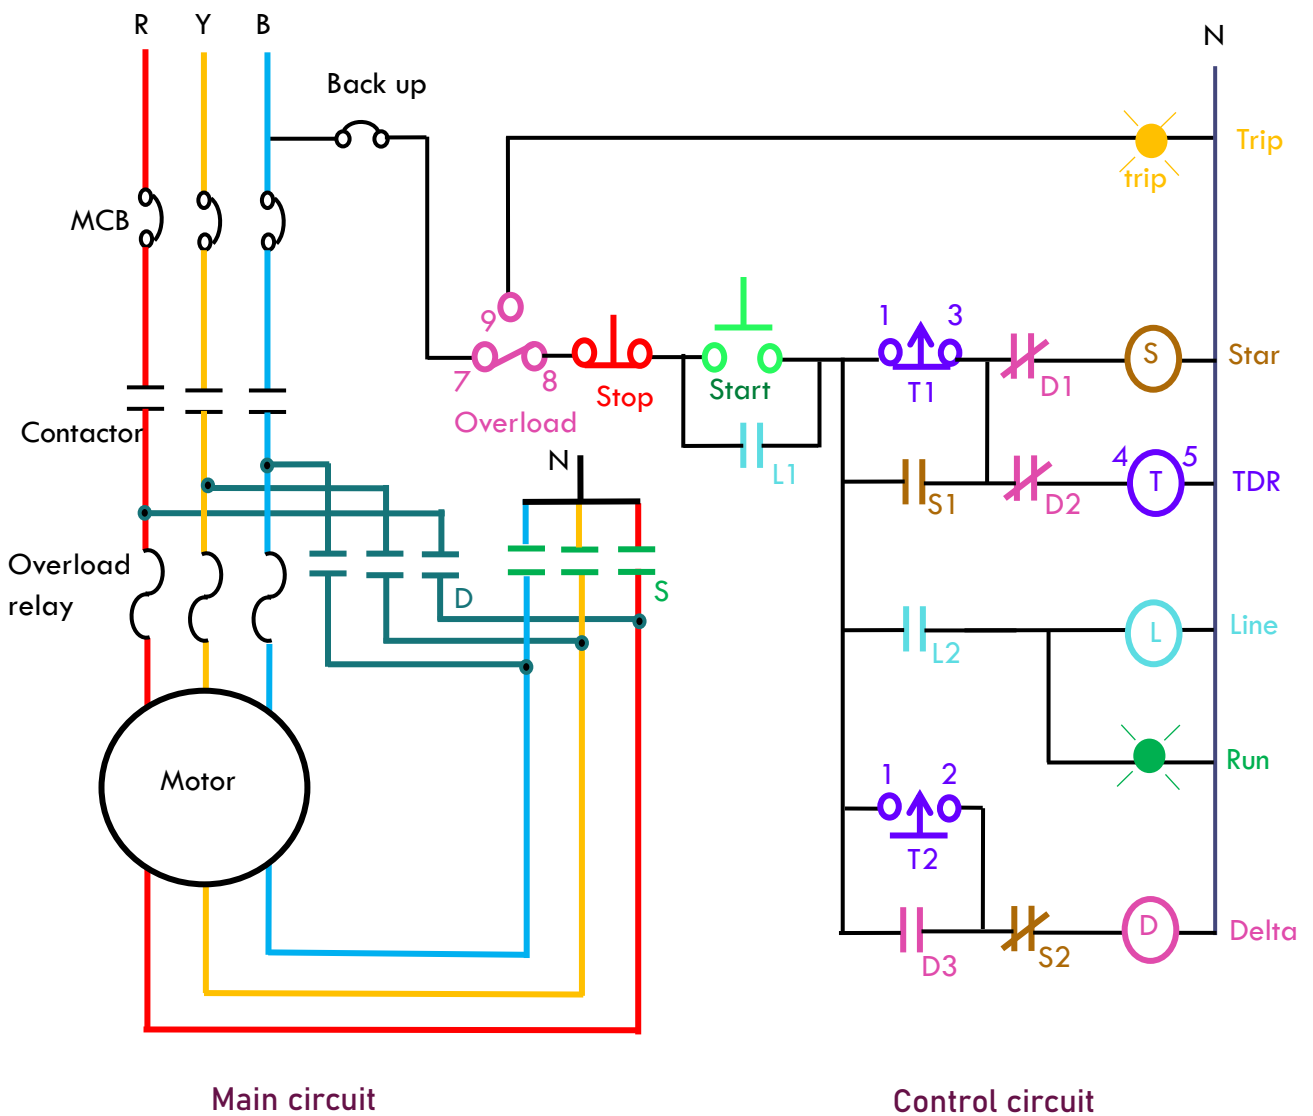 R Y B
N
Back up
Trip
trip
MCB
9
1 3
7 8
Stop
Start
T1
D1
S
Star
Overload
Contactor
N
L1
S1
D2
4 T 5
TDR
Overload
relay
D
S
L2
L
Line
Motor
1 2
T2
Run
D3
S2
D
Delta
Main circuit
Control circuit